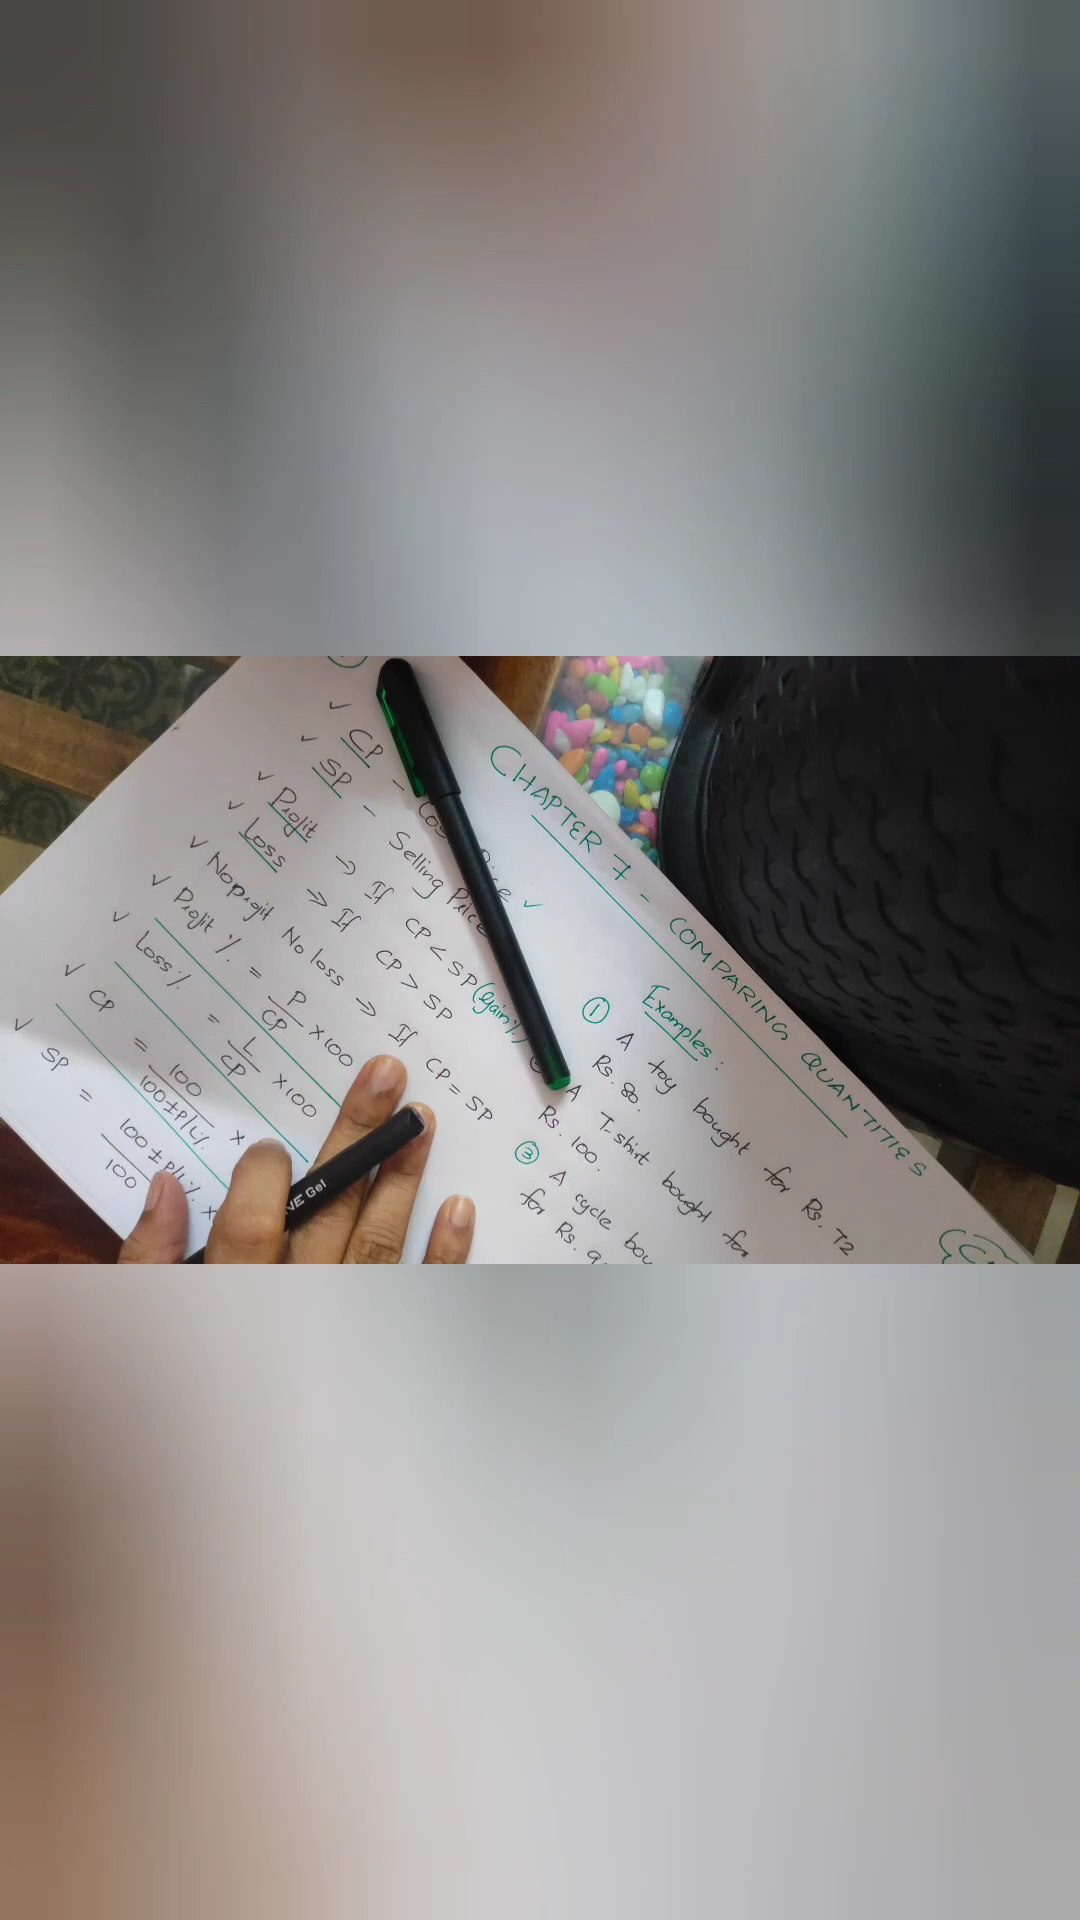 CHAPTER 7 - COMPARING QUANTITIES
✓ CP - Price ✓
✓ SP - Selling Price
✓ Profit → If CP < SP (gain%)
✓ Loss ⇒ If CP > SP
✓ No profit No loss ⇒ If CP = SP
✓ Profit % = P/CP × 100
✓ Loss % = L/CP × 100
✓ CP = 100/100±P/L% ×
✓ SP = 100±P/L%/100 ×
Examples:
① A toy bought for Rs. 72
Rs. 80.
A T-shirt bought for
Rs. 100.
③ A cycle
for Rs.
Gel